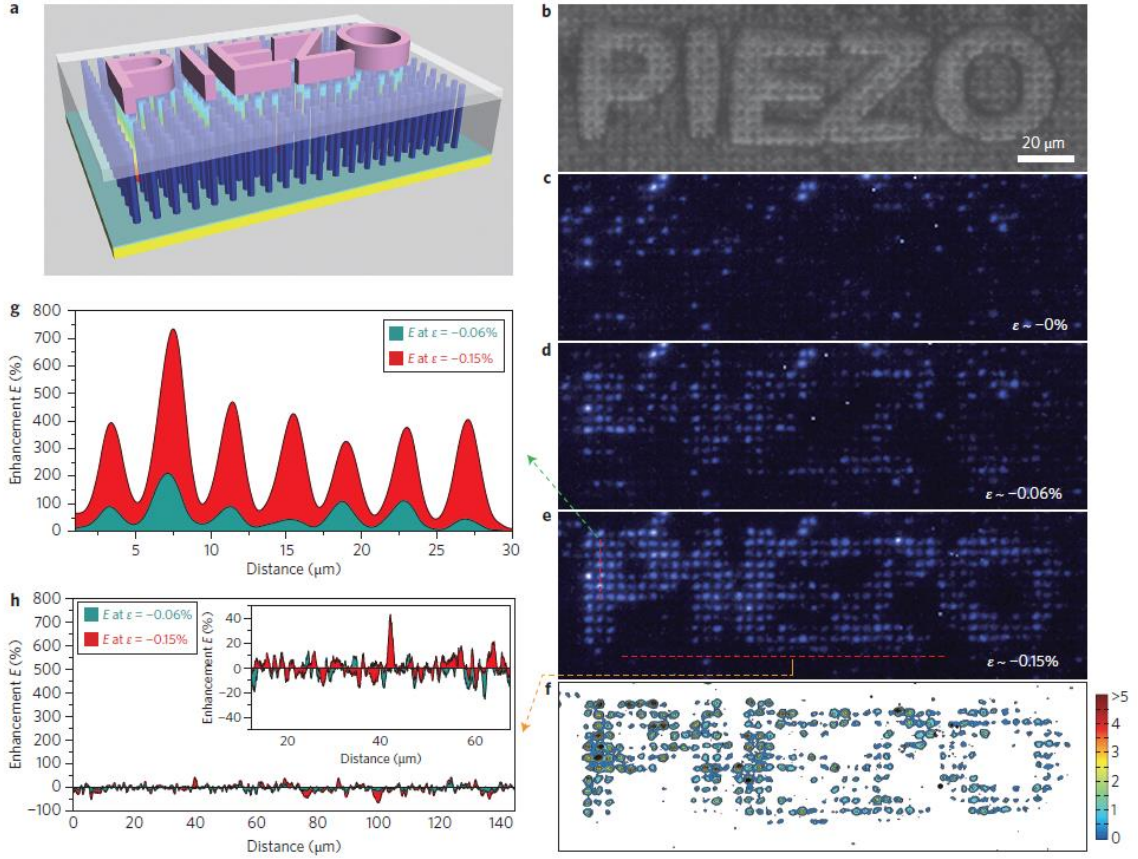 a
PIEZO
b
PIEZO
20 μm
c
ε ~ −0%
d
ε ~ −0.06%
e
ε ~ −0.15%
f
>5
4
3
2
1
0
g
800
700
600
500
400
300
200
100
0
Enhancement E (%)
E at ε = −0.06%
E at ε = −0.15%
5 10 15 20 25 30
Distance (μm)
h
800
700
600
500
400
300
200
100
0
−100
Enhancement E (%)
E at ε = −0.06%
E at ε = −0.15%
40
20
0
−20
−40
Enhancement E (%)
20 40 60
Distance (μm)
0 20 40 60 80 100 120 140
Distance (μm)